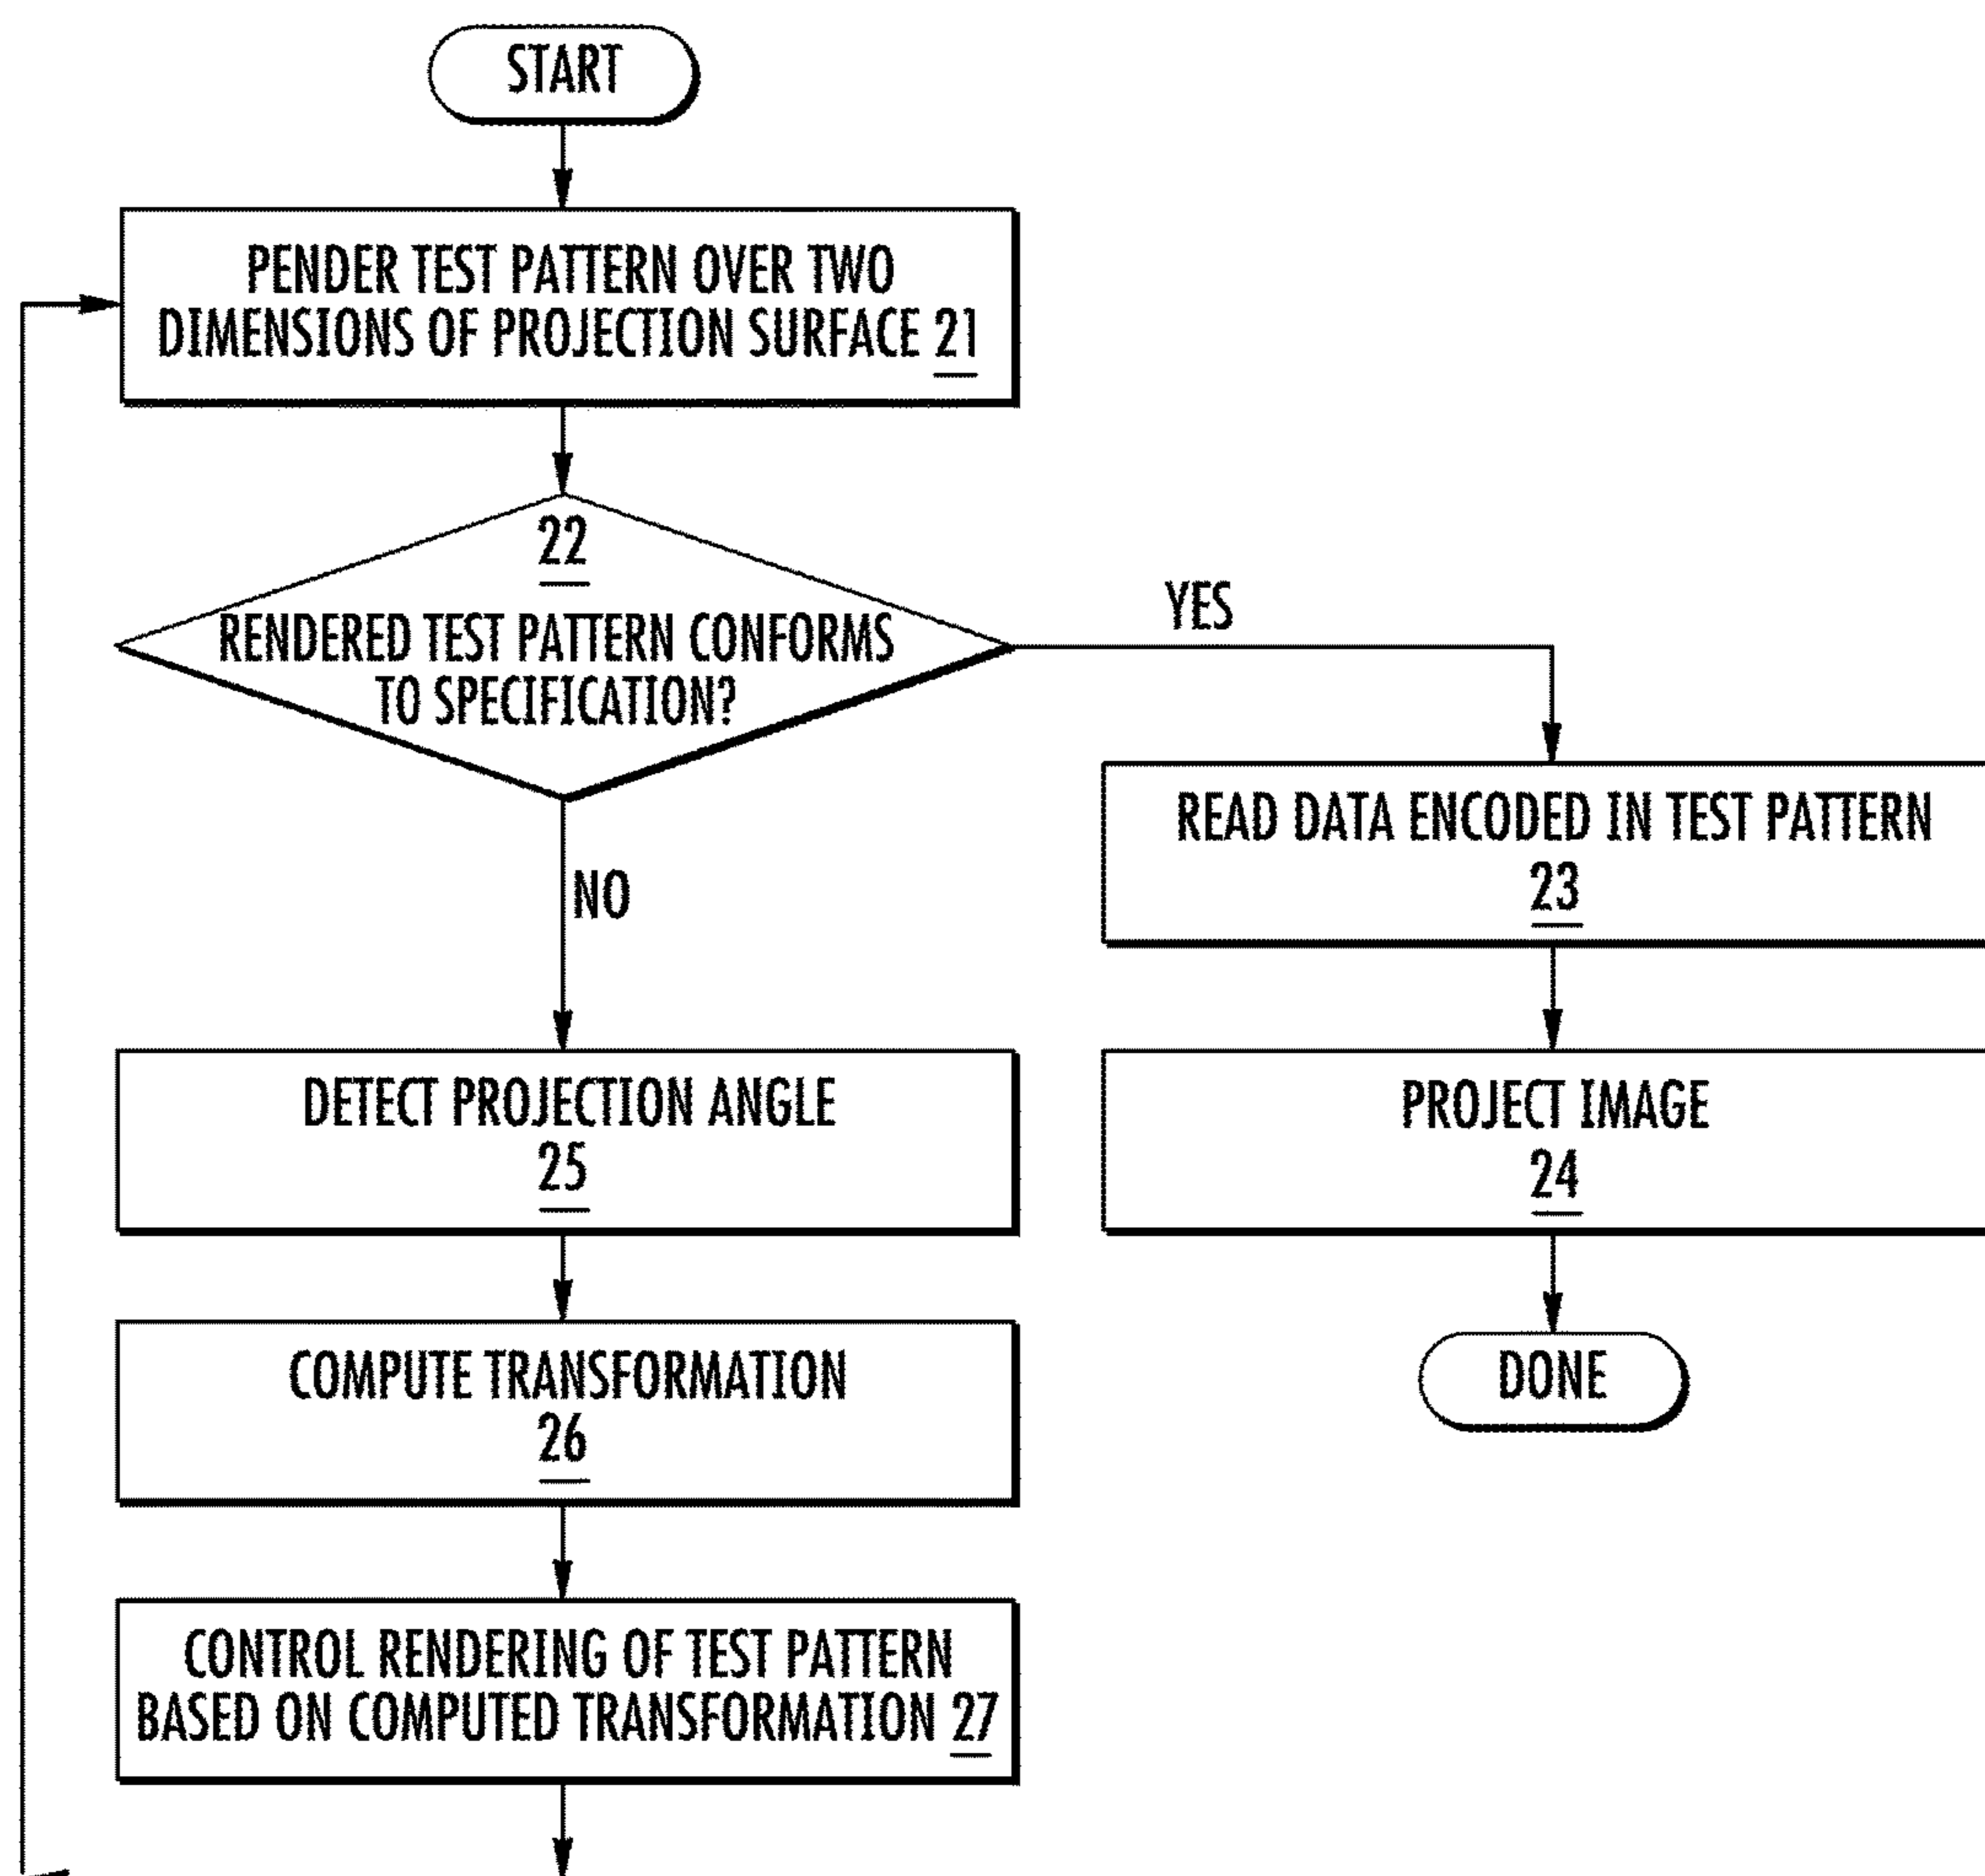 START
PENDER TEST PATTERN OVER TWO
DIMENSIONS OF PROJECTION SURFACE 21
22
RENDERED TEST PATTERN CONFORMS
TO SPECIFICATION?
YES
NO
READ DATA ENCODED IN TEST PATTERN
23
PROJECT IMAGE
24
DONE
DETECT PROJECTION ANGLE
25
COMPUTE TRANSFORMATION
26
CONTROL RENDERING OF TEST PATTERN
BASED ON COMPUTED TRANSFORMATION 27